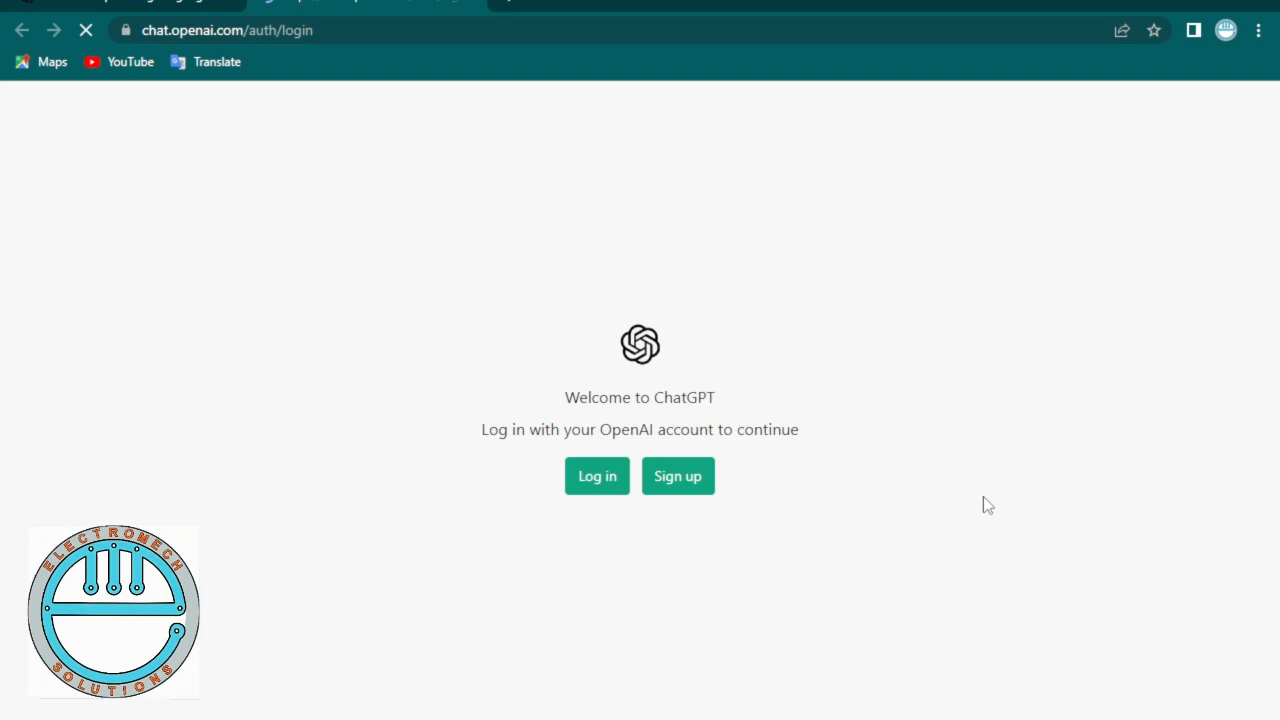 chat.openai.com/auth/login
Maps YouTube Translate
Welcome to ChatGPT
Log in with your OpenAI account to continue
Log in Sign up
ELECTROMECH
SOLUTIONS